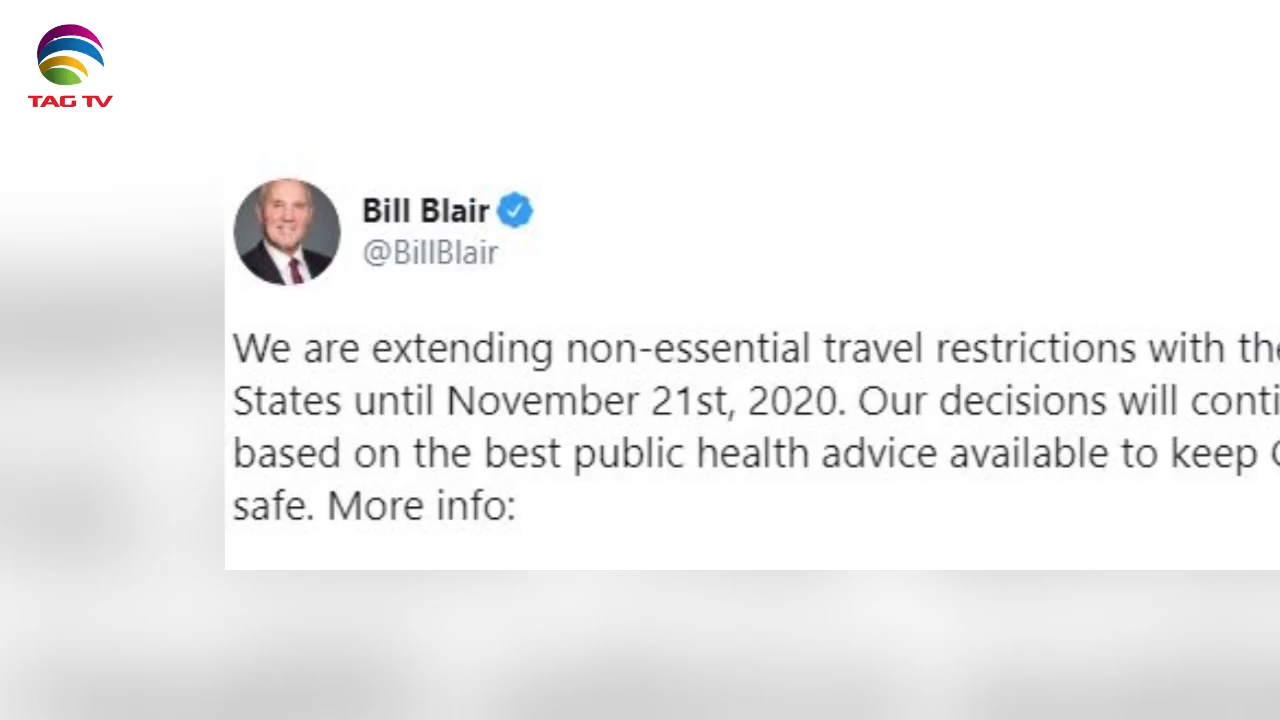 TAG TV
Bill Blair
@BillBlair
We are extending non-essential travel restrictions with the
States until November 21st, 2020. Our decisions will conti
based on the best public health advice available to keep
safe. More info: